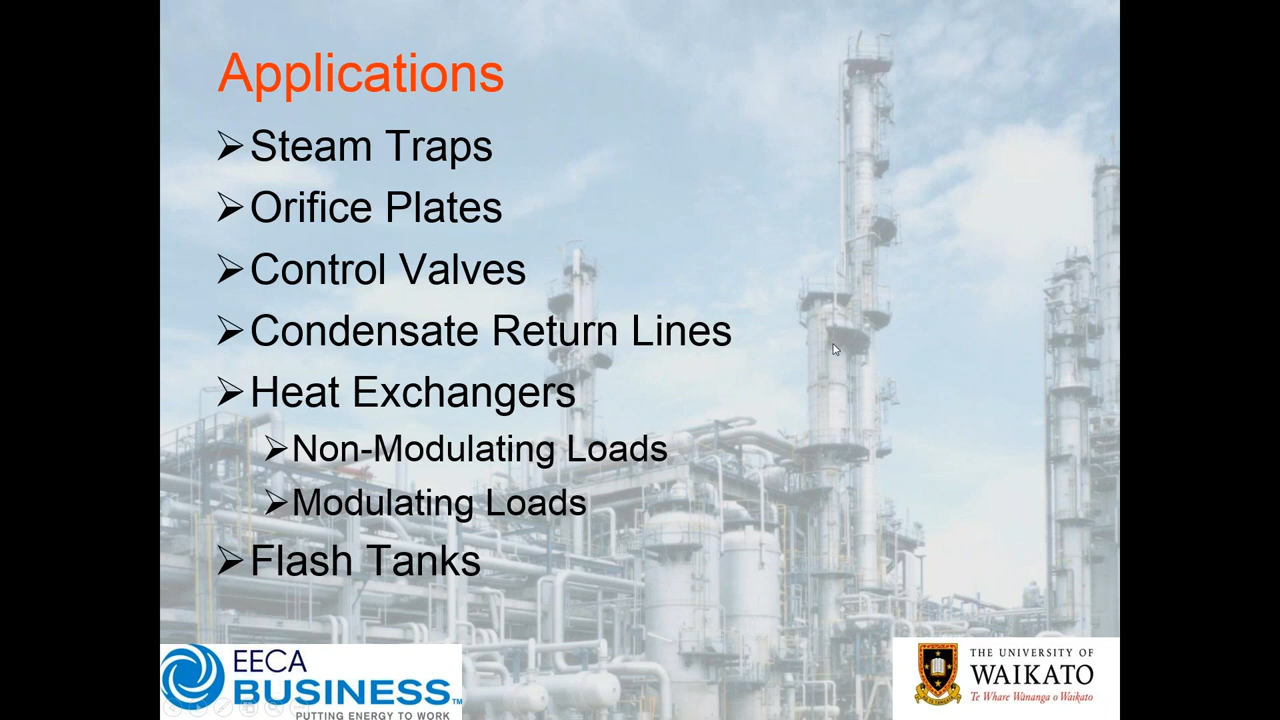 Applications
Steam Traps
Orifice Plates
Control Valves
Condensate Return Lines
Heat Exchangers
Non-Modulating Loads
Modulating Loads
Flash Tanks
EECA
BUSINESS™
PUTTING ENERGY TO WORK
THE UNIVERSITY OF
WAIKATO
Te Whare Wānanga o Waikato